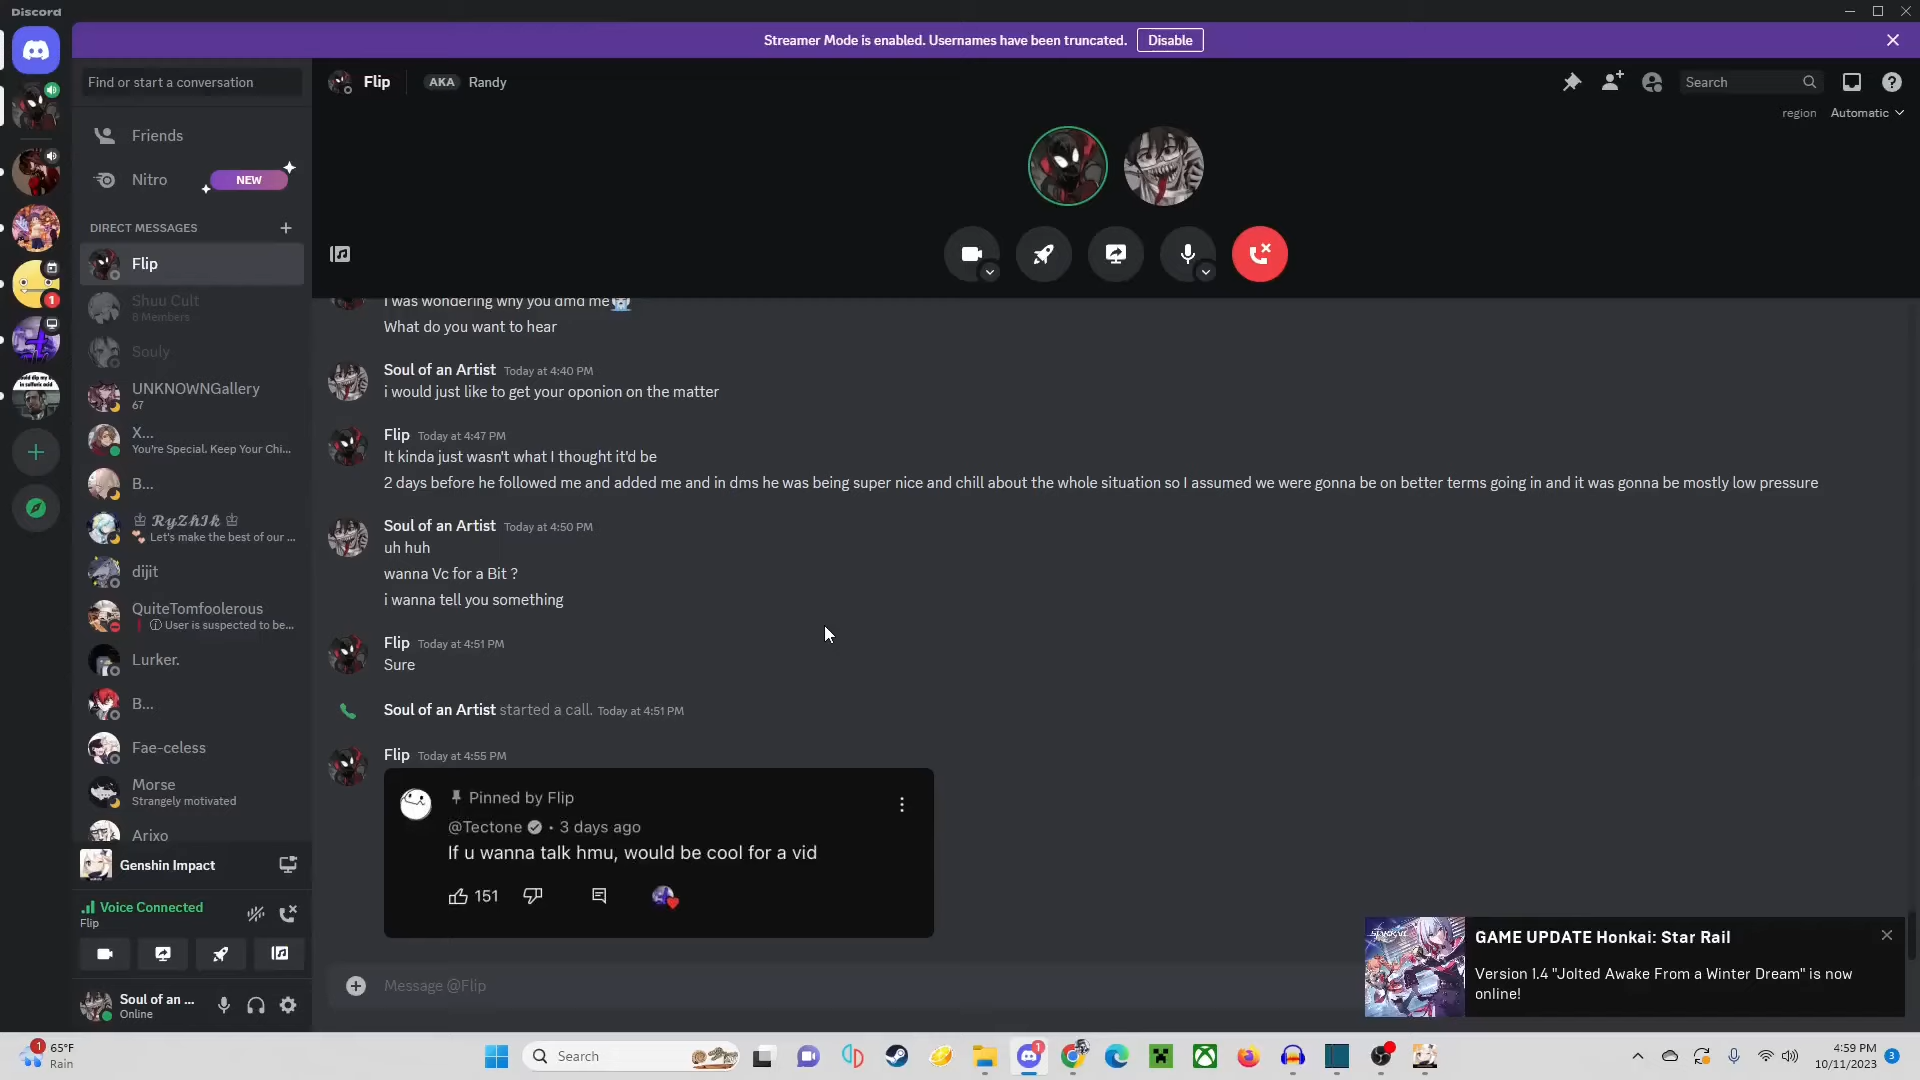 Discord
Streamer Mode is enabled. Usernames have been truncated.
Disable
Find or start a conversation
Flip
AKA
Randy
Search
region
Automatic
Friends
Nitro
NEW
DIRECT MESSAGES
Flip
Shuu Cult
8 Members
Souly
UNKNOWNGallery
67
X...
You're Special. Keep Your Chi...
B...
♔ 𝓡𝔂𝓩𝓱𝓘𝓴 ♔
Let's make the best of our ...
dijit
QuiteTomfoolerous
User is suspected to be...
Lurker.
B...
Fae-celess
Morse
Strangely motivated
Arixo
Genshin Impact
Voice Connected
Flip
Soul of an ...
Online
1
I was wondering why you dmd me
What do you want to hear
Soul of an Artist Today at 4:40 PM
i would just like to get your oponion on the matter
Flip Today at 4:47 PM
It kinda just wasn't what I thought it'd be
2 days before he followed me and added me and in dms he was being super nice and chill about the whole situation so I assumed we were gonna be on better terms going in and it was gonna be mostly low pressure
Soul of an Artist Today at 4:50 PM
uh huh
wanna Vc for a Bit ?
i wanna tell you something
Flip Today at 4:51 PM
Sure
Soul of an Artist started a call. Today at 4:51 PM
Flip Today at 4:55 PM
Pinned by Flip
@Tectone • 3 days ago
If u wanna talk hmu, would be cool for a vid
151
Message @Flip
GAME UPDATE Honkai: Star Rail
Version 1.4 "Jolted Awake From a Winter Dream" is now
online!
1
65°F
Rain
Search
1
4:59 PM
10/11/2023
3